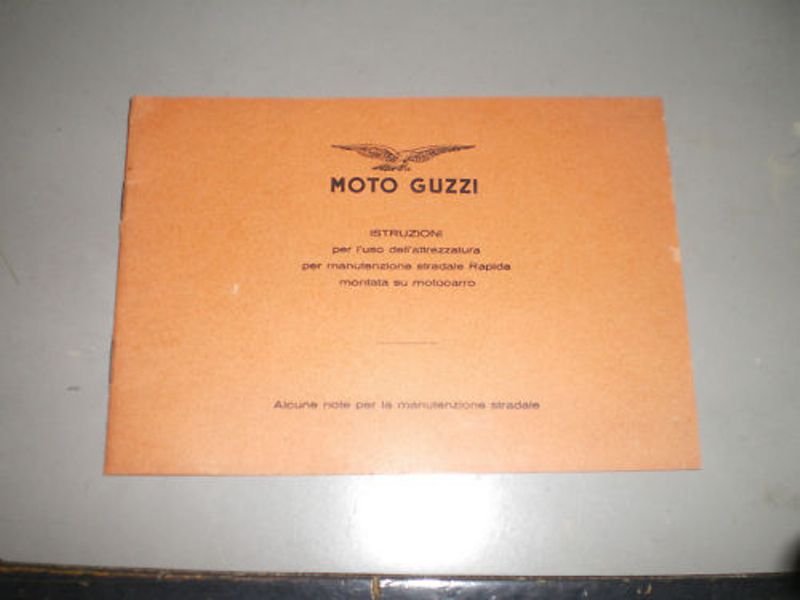 MOTO GUZZI
ISTRUZIONI
per l'uso dell'attrezzatura
per manutenzione stradale Rapida
montata su motocarro
Alcune note per la manutenzione stradale